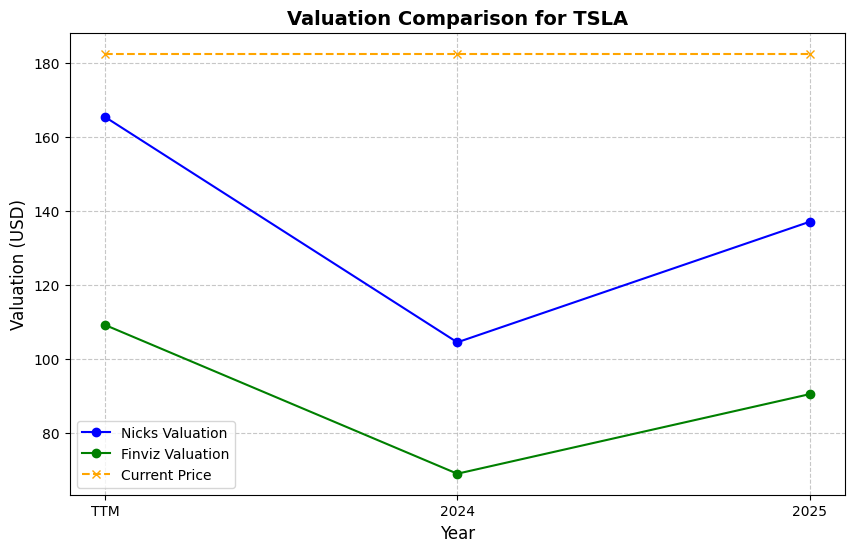 Valuation Comparison for TSLA
Valuation (USD)
180
160
140
120
100
80
Nicks Valuation
Finviz Valuation
Current Price
TTM
2024
2025
Year